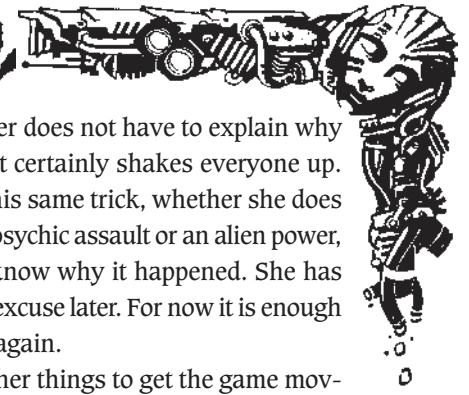 er does not have to explain why
t certainly shakes everyone up.
his same trick, whether she does
psychic assault or an alien power,
know why it happened. She has
excuse later. For now it is enough
again.
her things to get the game mov-